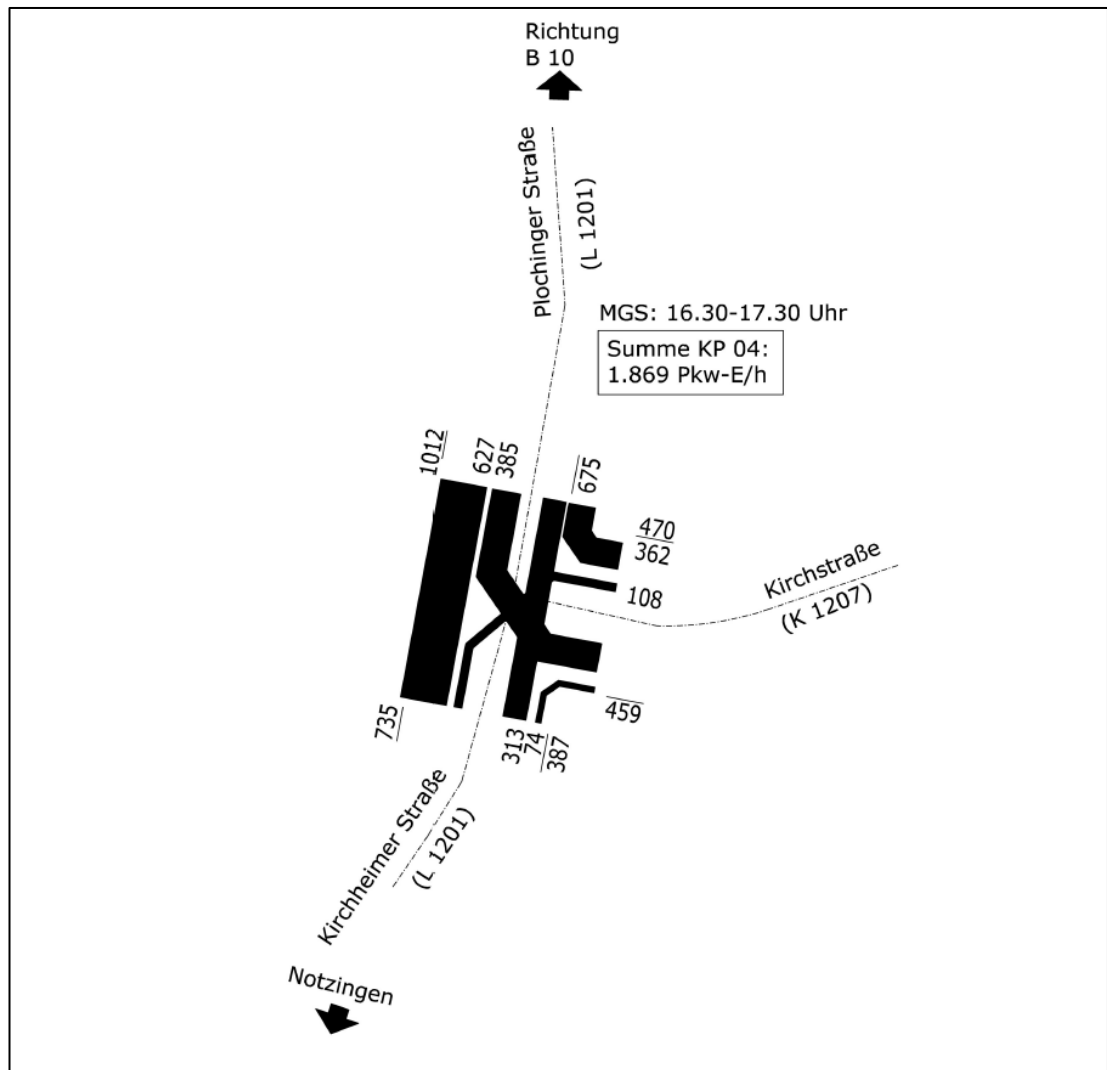 Richtung
B 10
Plochinger Straße
(L 1201)
MGS: 16.30-17.30 Uhr
Summe KP 04:
1.869 Pkw-E/h
1012
627
385
675
470
362
108
Kirchstraße
(K 1207)
459
735
313
74
387
Kirchheimer Straße
(L 1201)
Notzingen